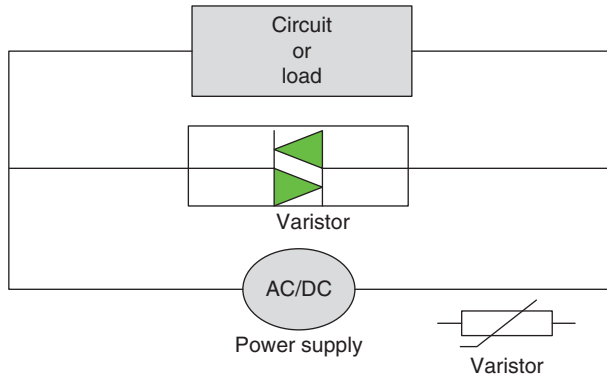 Circuit
or
load
Varistor
AC/DC
Power supply
Varistor